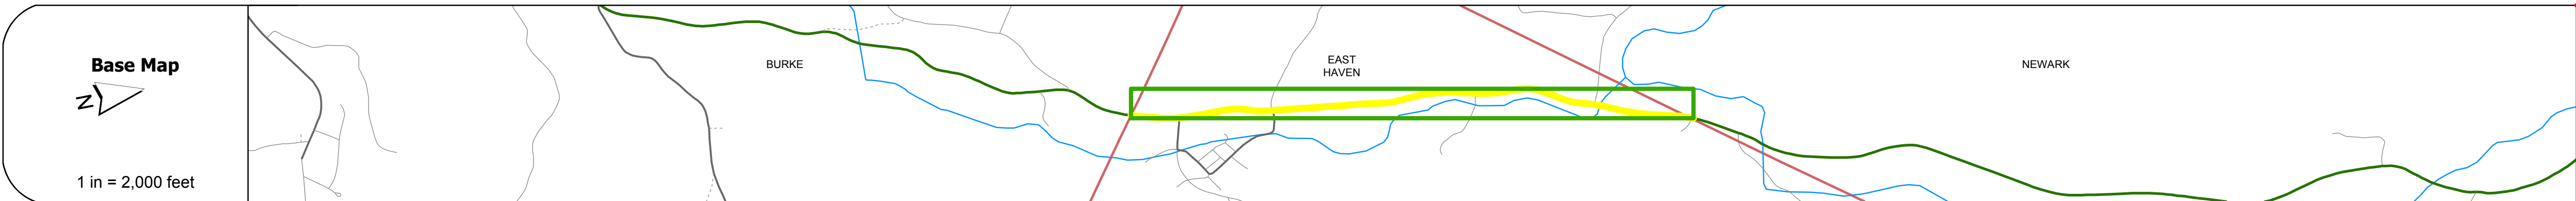 Base Map
N
1 in = 2,000 feet
BURKE
EAST
HAVEN
NEWARK